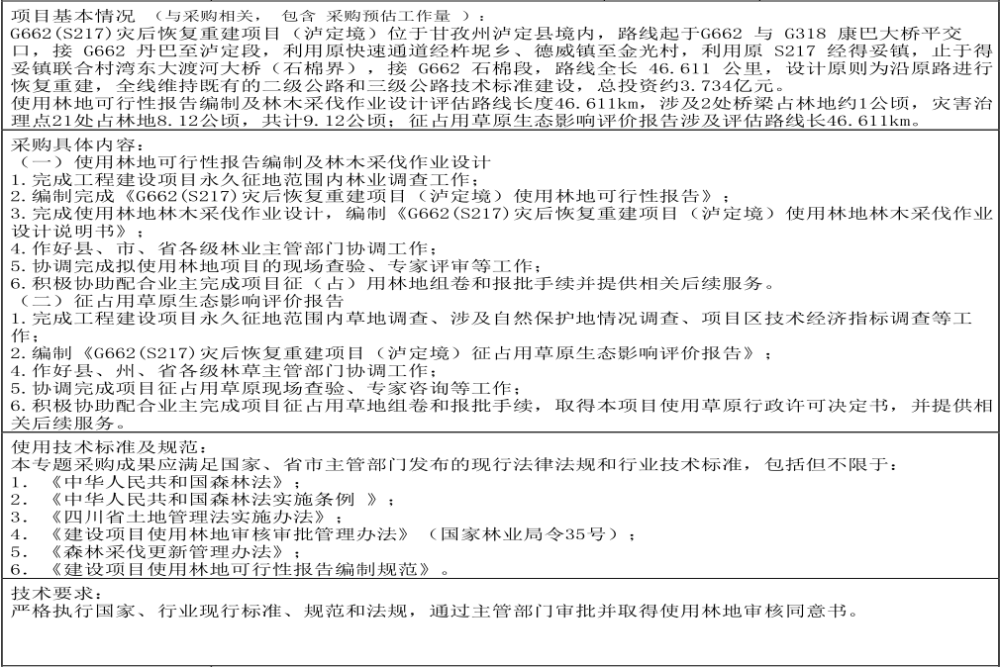 项目基本情况 （与采购相关， 包含 采购预估工作量 ）：
G662(S217)灾后恢复重建项目（泸定境）位于甘孜州泸定县境内，路线起于G662 与 G318 康巴大桥平交
口，接 G662 丹巴至泸定段，利用原快速通道经杵坭乡、德威镇至金光村，利用原 S217 经得妥镇，止于得
妥镇联合村湾东大渡河大桥（石棉界），接 G662 石棉段，路线全长 46.611 公里，设计原则为沿原路进行
恢复重建，全线维持既有的二级公路和三级公路技术标准建设，总投资约3.734亿元。
使用林地可行性报告编制及林木采伐作业设计评估路线长度46.611km，涉及2处桥梁占林地约1公顷，灾害治
理点21处占林地8.12公顷，共计9.12公顷；征占用草原生态影响评价报告涉及评估路线长46.611km。
采购具体内容：
（一）使用林地可行性报告编制及林木采伐作业设计
1.完成工程建设项目永久征地范围内林业调查工作；
2.编制完成《G662(S217)灾后恢复重建项目（泸定境）使用林地可行性报告》；
3.完成使用林地林木采伐作业设计，编制《G662(S217)灾后恢复重建项目（泸定境）使用林地林木采伐作业
设计说明书》；
4.作好县、市、省各级林业主管部门协调工作；
5.协调完成拟使用林地项目的现场查验、专家评审等工作；
6.积极协助配合业主完成项目征（占）用林地组卷和报批手续并提供相关后续服务。
（二）征占用草原生态影响评价报告
1.完成工程建设项目永久征地范围内草地调查、涉及自然保护地情况调查、项目区技术经济指标调查等工
作；
2.编制《G662(S217)灾后恢复重建项目（泸定境）征占用草原生态影响评价报告》；
4.作好县、州、省各级林草主管部门协调工作；
5.协调完成项目征占用草原现场查验、专家咨询等工作；
6.积极协助配合业主完成项目征占用草地组卷和报批手续，取得本项目使用草原行政许可决定书，并提供相
关后续服务。
使用技术标准及规范：
本专题采购成果应满足国家、省市主管部门发布的现行法律法规和行业技术标准，包括但不限于：
1. 《中华人民共和国森林法》；
2. 《中华人民共和国森林法实施条例 》；
3. 《四川省土地管理法实施办法》；
4. 《建设项目使用林地审核审批管理办法》（国家林业局令35号）；
5. 《森林采伐更新管理办法》；
6. 《建设项目使用林地可行性报告编制规范》。
技术要求：
严格执行国家、行业现行标准、规范和法规，通过主管部门审批并取得使用林地审核同意书。